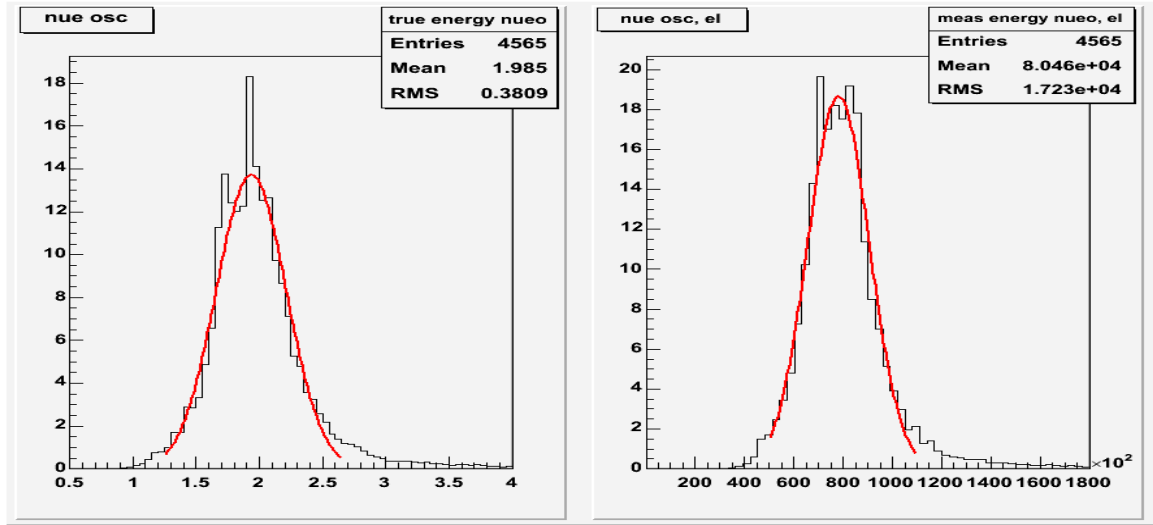 nue osc
true energy nueo
Entries 4565
Mean 1.985
RMS 0.3809
18
16
14
12
10
8
6
4
2
0
0.5 1 1.5 2 2.5 3 3.5 4
nue osc, el
meas energy nueo, el
Entries 4565
Mean 8.046e+04
RMS 1.723e+04
20
18
16
14
12
10
8
6
4
2
0
×10²
200 400 600 800 1000 1200 1400 1600 1800